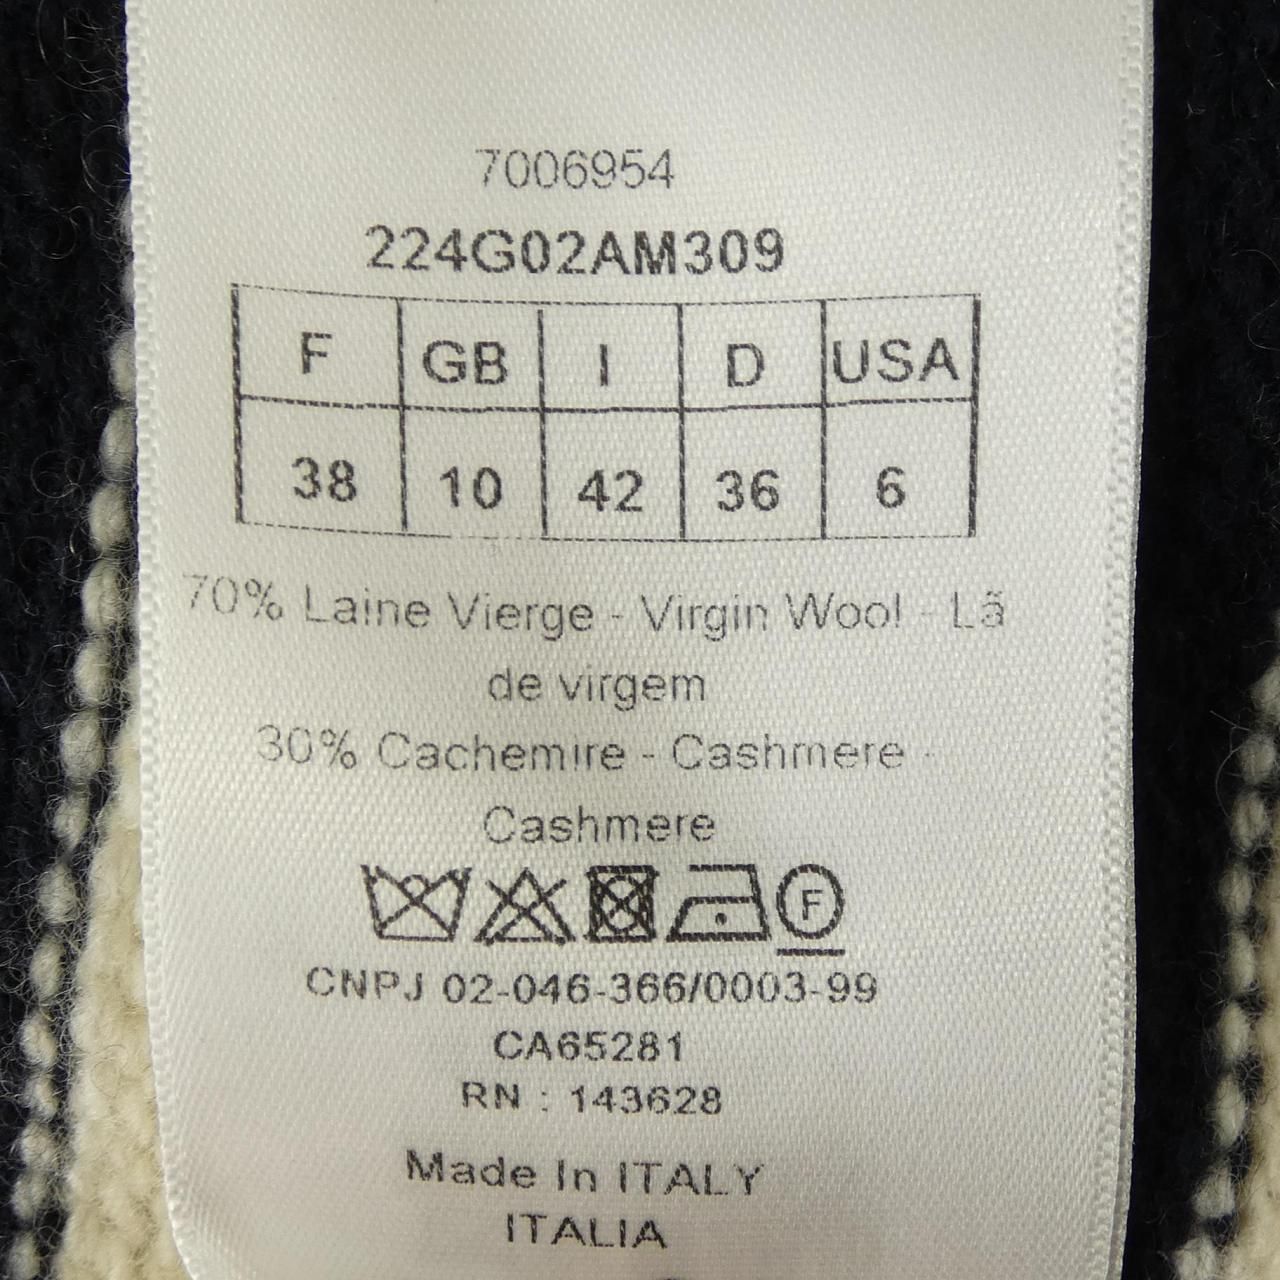 7006954
224G02AM309
F GB I D USA
38 10 42 36 6
70% Laine Vierge - Virgin Wool - Lã
de virgem
30% Cachemire - Cashmere -
Cashmere
F
CNPJ 02-046-366/0003-99
CA65281
RN : 143628
Made In ITALY
ITALIA